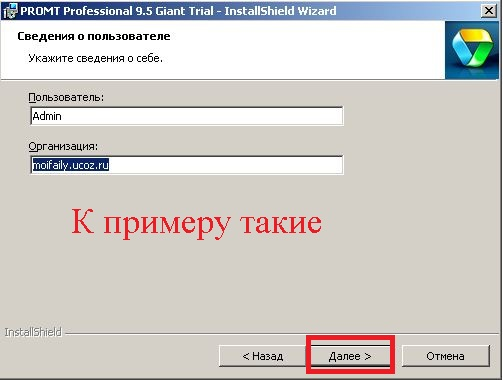 PROMT Professional 9.5 Giant Trial - InstallShield Wizard
Сведения о пользователе
Укажите сведения о себе.
Пользователь:
Admin
Организация:
moifaily.ucoz.ru
К примеру такие
InstallShield
< Назад
Далее >
Отмена